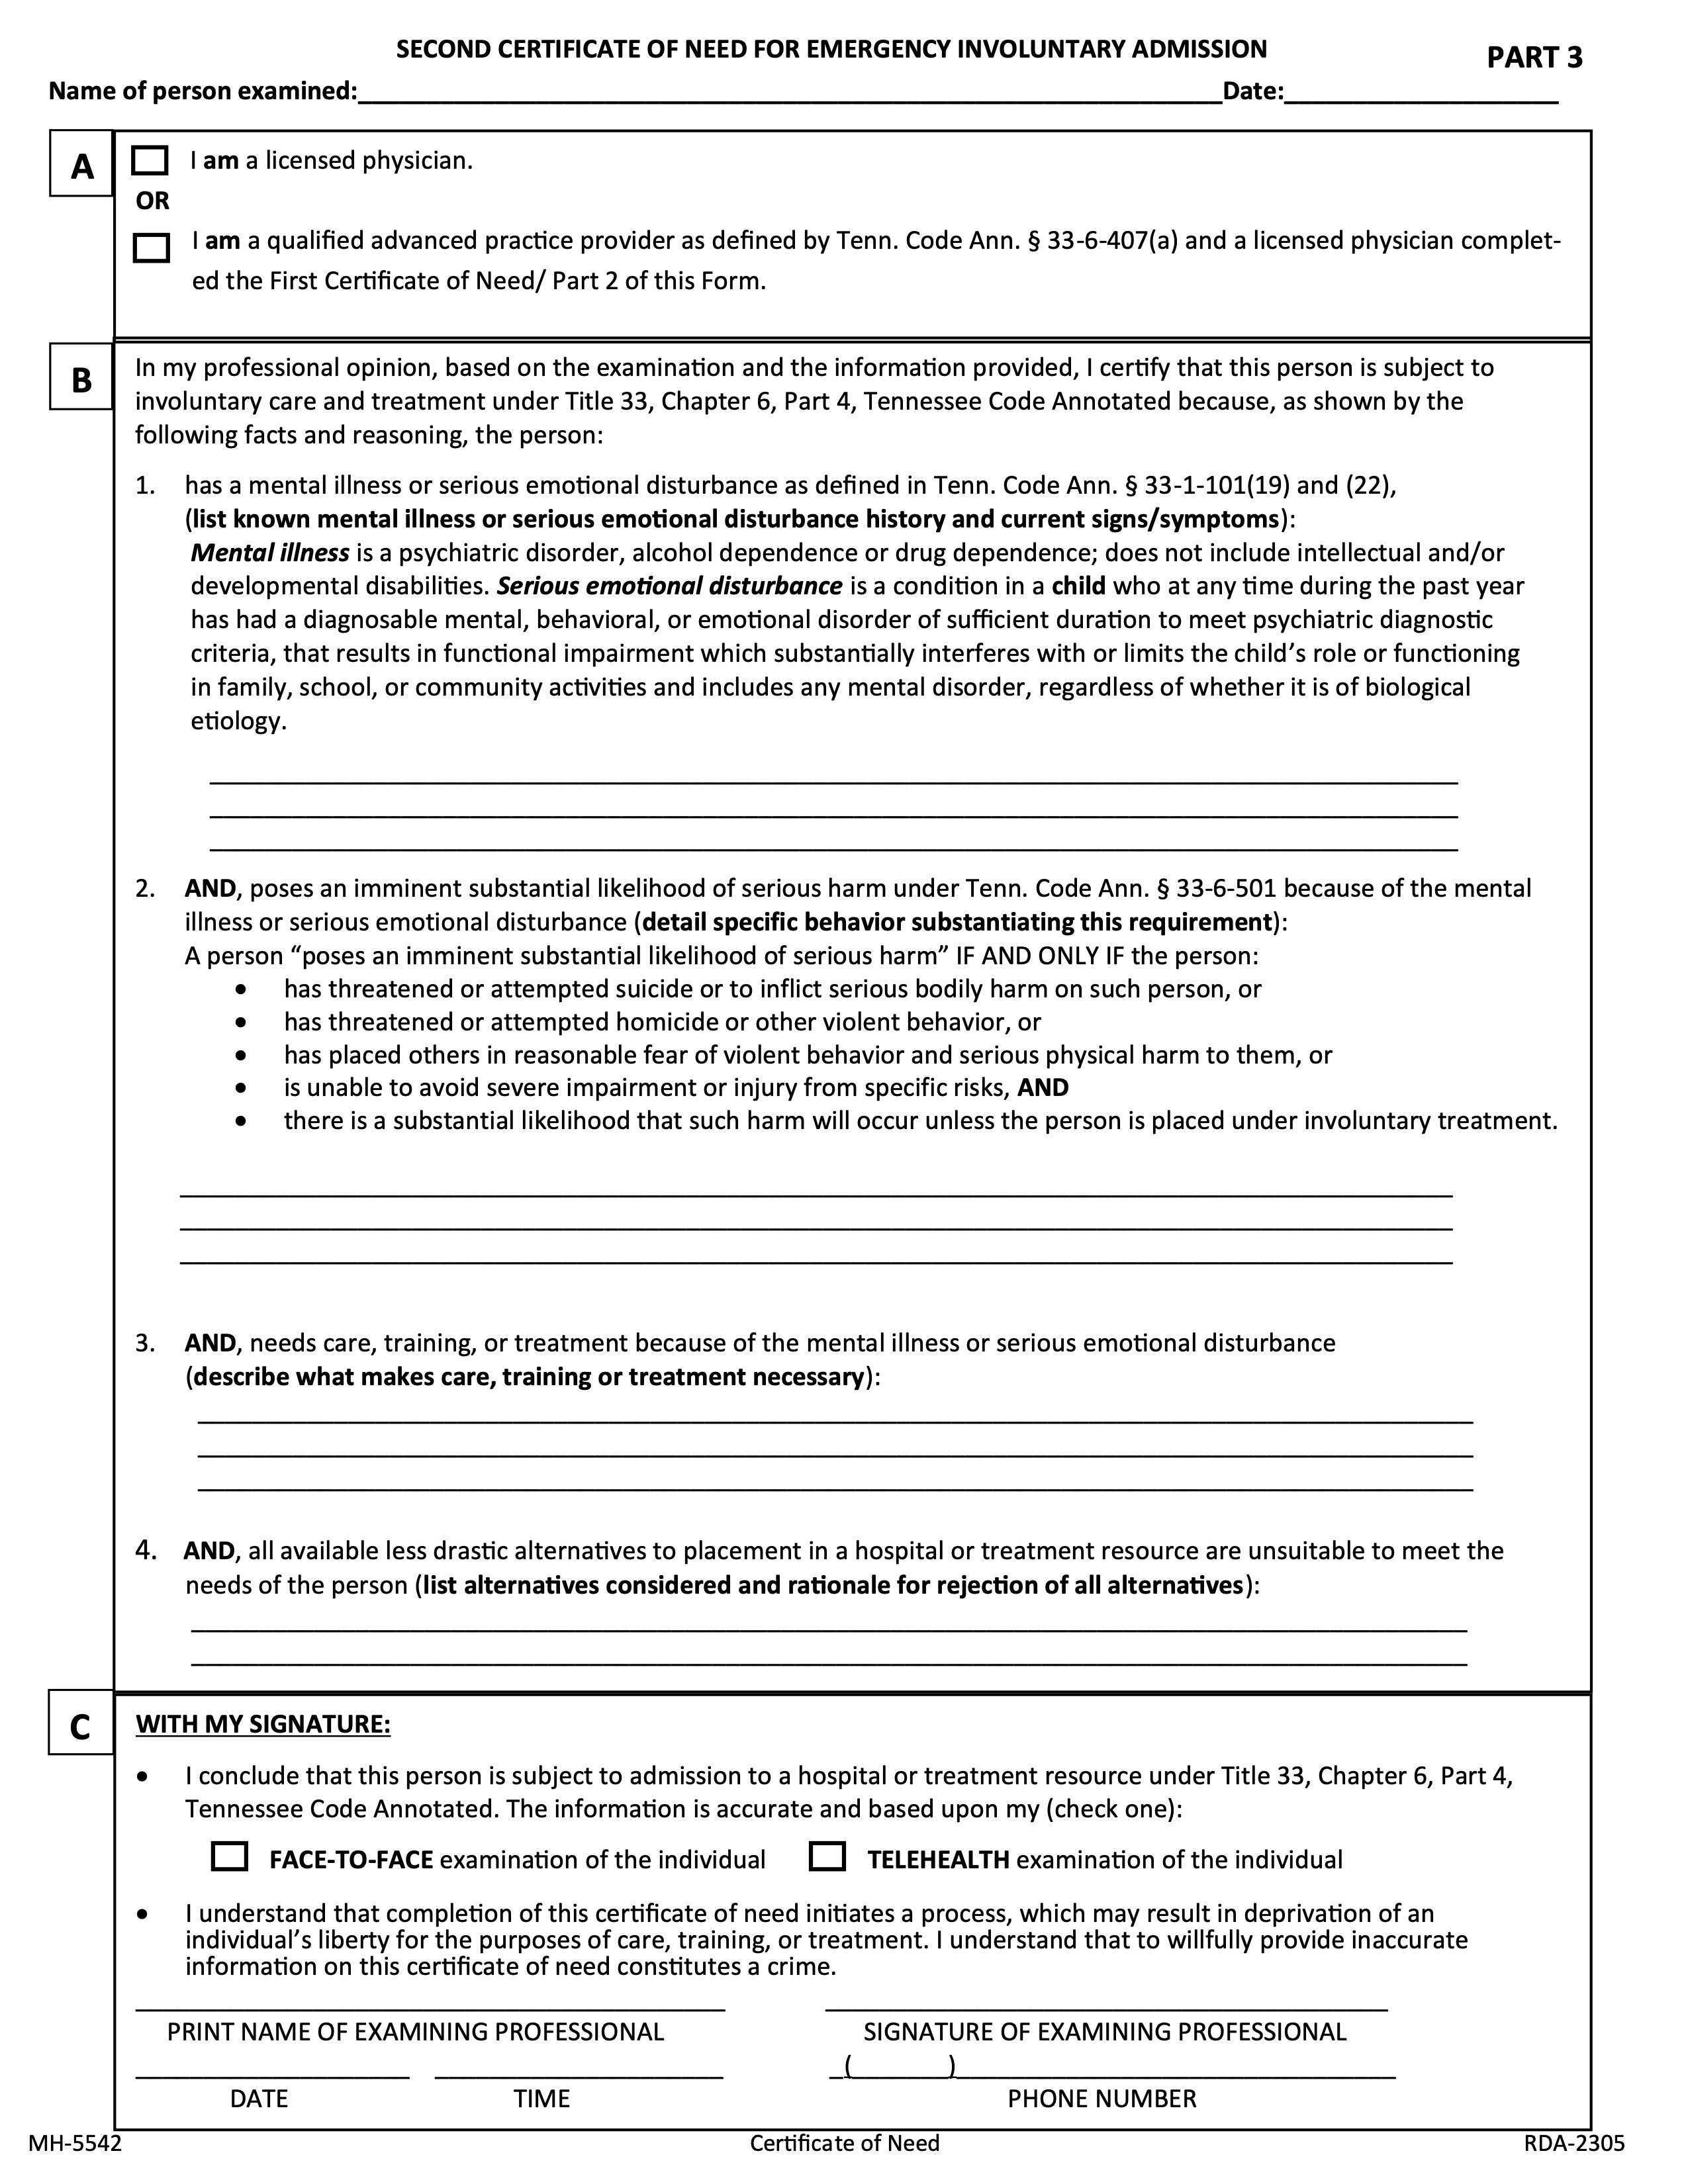 SECOND CERTIFICATE OF NEED FOR EMERGENCY INVOLUNTARY ADMISSION
PART 3
Name of person examined:
Date:
A
I am a licensed physician.
OR
I am a qualified advanced practice provider as defined by Tenn. Code Ann. § 33-6-407(a) and a licensed physician complet-
ed the First Certificate of Need/ Part 2 of this Form.
B
In my professional opinion, based on the examination and the information provided, I certify that this person is subject to
involuntary care and treatment under Title 33, Chapter 6, Part 4, Tennessee Code Annotated because, as shown by the
following facts and reasoning, the person:
1. has a mental illness or serious emotional disturbance as defined in Tenn. Code Ann. § 33-1-101(19) and (22),
(list known mental illness or serious emotional disturbance history and current signs/symptoms):
Mental illness is a psychiatric disorder, alcohol dependence or drug dependence; does not include intellectual and/or
developmental disabilities. Serious emotional disturbance is a condition in a child who at any time during the past year
has had a diagnosable mental, behavioral, or emotional disorder of sufficient duration to meet psychiatric diagnostic
criteria, that results in functional impairment which substantially interferes with or limits the child's role or functioning
in family, school, or community activities and includes any mental disorder, regardless of whether it is of biological
etiology.
2. AND, poses an imminent substantial likelihood of serious harm under Tenn. Code Ann. § 33-6-501 because of the mental
illness or serious emotional disturbance (detail specific behavior substantiating this requirement):
A person “poses an imminent substantial likelihood of serious harm” IF AND ONLY IF the person:
• has threatened or attempted suicide or to inflict serious bodily harm on such person, or
• has threatened or attempted homicide or other violent behavior, or
• has placed others in reasonable fear of violent behavior and serious physical harm to them, or
• is unable to avoid severe impairment or injury from specific risks, AND
• there is a substantial likelihood that such harm will occur unless the person is placed under involuntary treatment.
3. AND, needs care, training, or treatment because of the mental illness or serious emotional disturbance
(describe what makes care, training or treatment necessary):
4. AND, all available less drastic alternatives to placement in a hospital or treatment resource are unsuitable to meet the
needs of the person (list alternatives considered and rationale for rejection of all alternatives):
C
WITH MY SIGNATURE:
• I conclude that this person is subject to admission to a hospital or treatment resource under Title 33, Chapter 6, Part 4,
Tennessee Code Annotated. The information is accurate and based upon my (check one):
FACE-TO-FACE examination of the individual
TELEHEALTH examination of the individual
• I understand that completion of this certificate of need initiates a process, which may result in deprivation of an
individual's liberty for the purposes of care, training, or treatment. I understand that to willfully provide inaccurate
information on this certificate of need constitutes a crime.
PRINT NAME OF EXAMINING PROFESSIONAL
SIGNATURE OF EXAMINING PROFESSIONAL
( )
DATE
TIME
PHONE NUMBER
MH-5542
Certificate of Need
RDA-2305